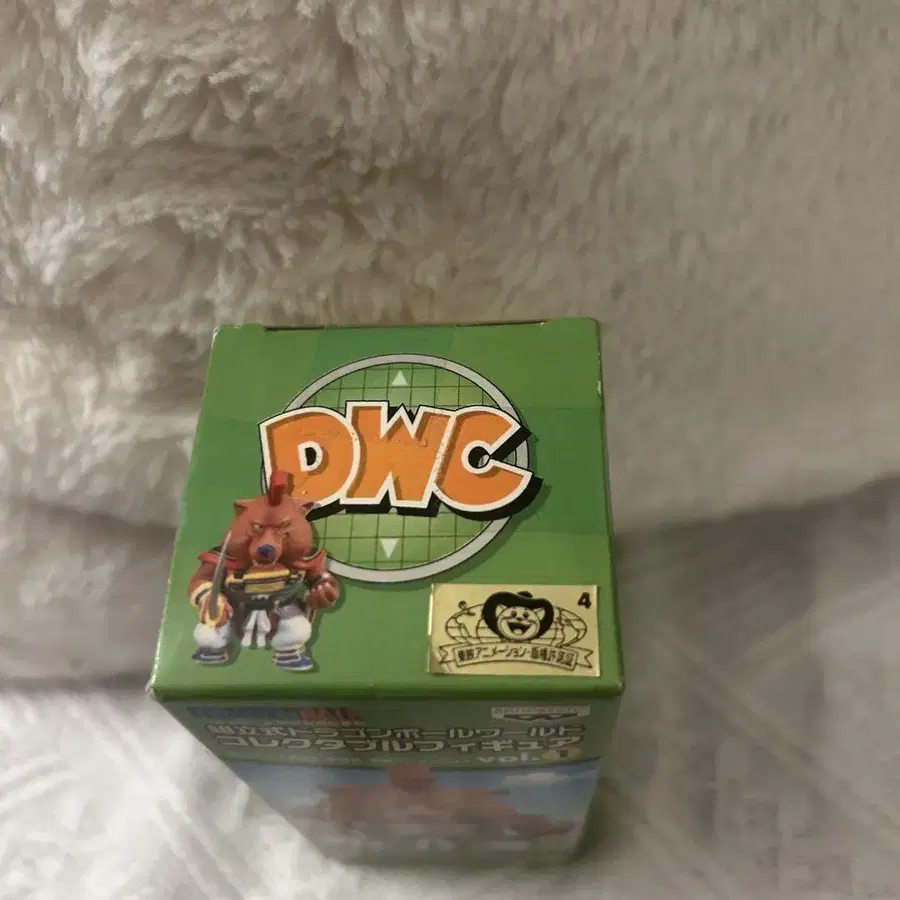 DWC
4
東映アニメーション・版権許諾証
組立式ドラゴンボールワールド
コレクタブルフィギュア
vol.1